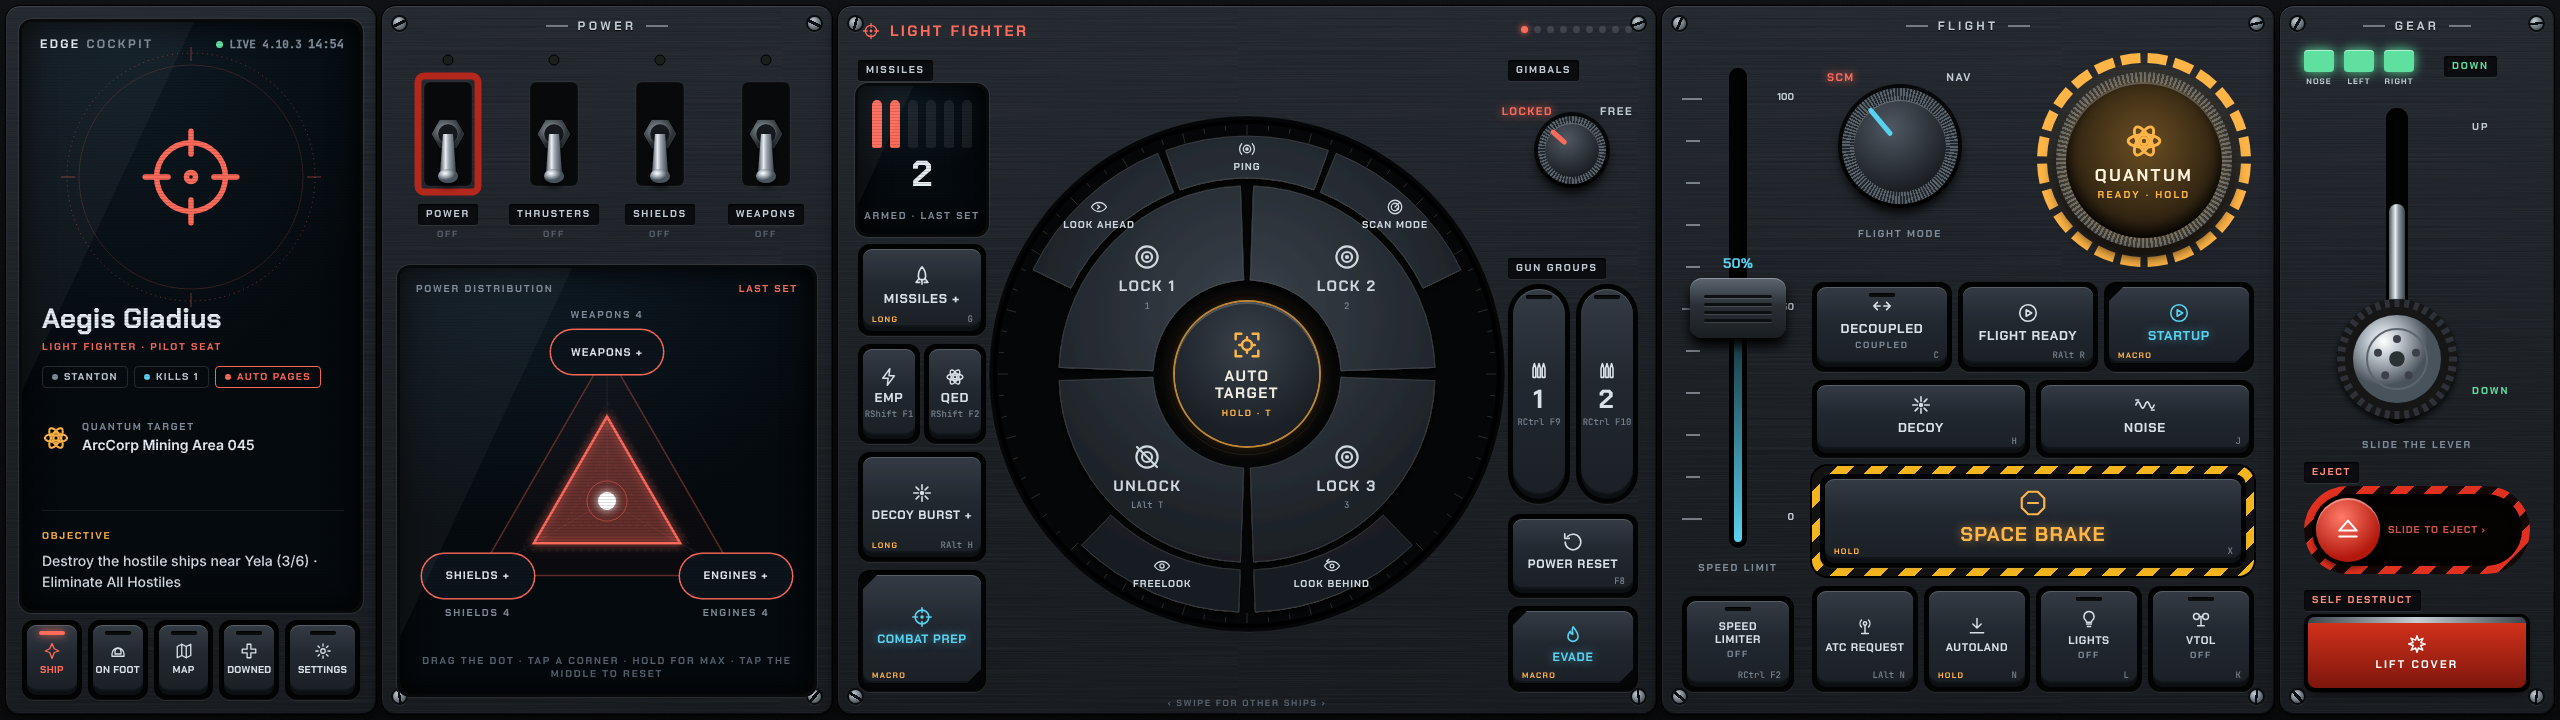 EDGE COCKPIT
LIVE 4.10.3 14:54
Aegis Gladius
LIGHT FIGHTER · PILOT SEAT
STANTON
KILLS 1
AUTO PAGES
QUANTUM TARGET
ArcCorp Mining Area 045
OBJECTIVE
Destroy the hostile ships near Yela (3/6) ·
Eliminate All Hostiles
SHIP
ON FOOT
MAP
DOWNED
SETTINGS
POWER
POWER
OFF
THRUSTERS
OFF
SHIELDS
OFF
WEAPONS
OFF
POWER DISTRIBUTION
LAST SET
WEAPONS 4
WEAPONS +
SHIELDS +
SHIELDS 4
ENGINES +
ENGINES 4
DRAG THE DOT · TAP A CORNER · HOLD FOR MAX · TAP THE
MIDDLE TO RESET
LIGHT FIGHTER
MISSILES
2
ARMED · LAST SET
MISSILES +
LONG
G
EMP
RShift F1
QED
RShift F2
DECOY BURST +
LONG
RAlt H
COMBAT PREP
MACRO
PING
LOOK AHEAD
SCAN MODE
LOCK 1
1
LOCK 2
2
AUTO
TARGET
HOLD · T
UNLOCK
LAlt T
LOCK 3
3
FREELOOK
LOOK BEHIND
‹ SWIPE FOR OTHER SHIPS ›
GIMBALS
LOCKED
FREE
GUN GROUPS
1
RCtrl F9
2
RCtrl F10
POWER RESET
F8
EVADE
MACRO
FLIGHT
100
50%
0
SPEED LIMIT
SPEED
LIMITER
OFF
RCtrl F2
SCM
NAV
FLIGHT MODE
QUANTUM
READY · HOLD
DECOUPLED
COUPLED
C
FLIGHT READY
RAlt R
STARTUP
MACRO
DECOY
H
NOISE
J
SPACE BRAKE
HOLD
X
ATC REQUEST
LAlt N
AUTOLAND
HOLD
N
LIGHTS
OFF
L
VTOL
OFF
K
GEAR
NOSE
LEFT
RIGHT
DOWN
UP
DOWN
SLIDE THE LEVER
EJECT
SLIDE TO EJECT ›
SELF DESTRUCT
LIFT COVER